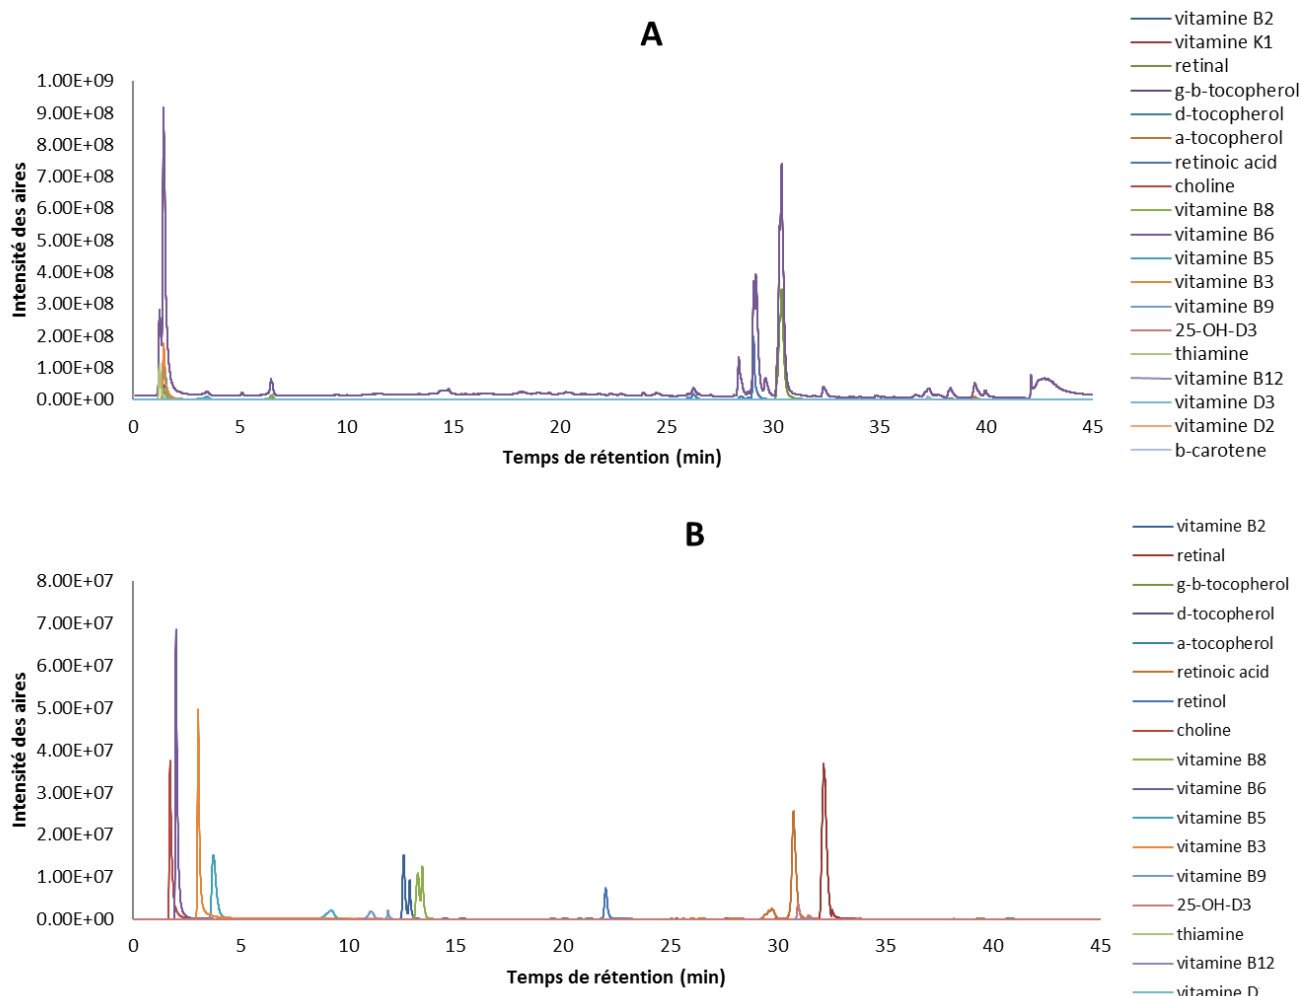 A
Intensité des aires
1.00E+09
9.00E+08
8.00E+08
7.00E+08
6.00E+08
5.00E+08
4.00E+08
3.00E+08
2.00E+08
1.00E+08
0.00E+00
0 5 10 15 20 25 30 35 40 45
Temps de rétention (min)
vitamine B2
vitamine K1
retinal
g-b-tocopherol
d-tocopherol
a-tocopherol
retinoic acid
choline
vitamine B8
vitamine B6
vitamine B5
vitamine B3
vitamine B9
25-OH-D3
thiamine
vitamine B12
vitamine D3
vitamine D2
b-carotene
B
Intensité des aires
8.00E+07
7.00E+07
6.00E+07
5.00E+07
4.00E+07
3.00E+07
2.00E+07
1.00E+07
0.00E+00
0 5 10 15 20 25 30 35 40 45
Temps de rétention (min)
vitamine B2
retinal
g-b-tocopherol
d-tocopherol
a-tocopherol
retinoic acid
retinol
choline
vitamine B8
vitamine B6
vitamine B5
vitamine B3
vitamine B9
25-OH-D3
thiamine
vitamine B12
vitamine D